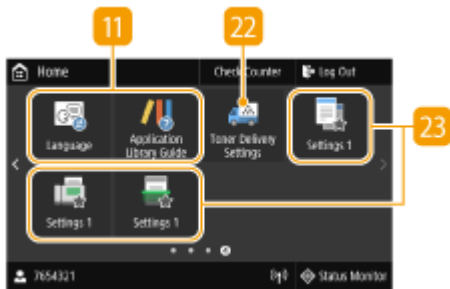 11
22
Home
Check Counter
Log Out
Language
Application
Library Guide
Toner Delivery
Settings
Settings 1
23
Settings 1
Settings 1
7654321
Status Monitor